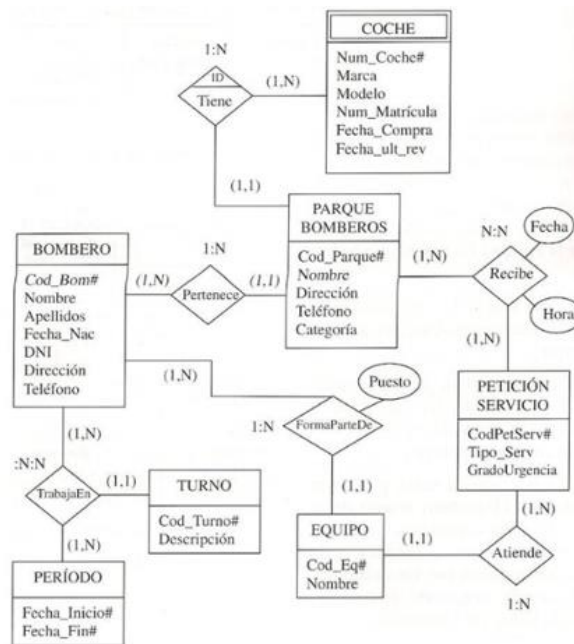 COCHE
Num_Coche#
Marca
Modelo
Num_Matrícula
Fecha_Compra
Fecha_ult_rev
1:N
ID
Tiene
(1,N)
(1,1)
PARQUE
BOMBEROS
Cod_Parque#
Nombre
Dirección
Teléfono
Categoría
BOMBERO
Cod_Bom#
Nombre
Apellidos
Fecha_Nac
DNI
Dirección
Teléfono
1:N
(1,N)
Pertenece
(1,1)
(1,N)
N:N
Recibe
Fecha
Hora
(1,N)
PETICIÓN
SERVICIO
CodPetServ#
Tipo_Serv
GradoUrgencia
(1,N)
Puesto
1:N
FormaParteDe
(1,1)
(1,N)
:N:N
TrabajaEn
(1,1)
TURNO
Cod_Turno#
Descripción
(1,N)
PERÍODO
Fecha_Inicio#
Fecha_Fin#
EQUIPO
Cod_Eq#
Nombre
(1,1)
(1,N)
Atiende
1:N